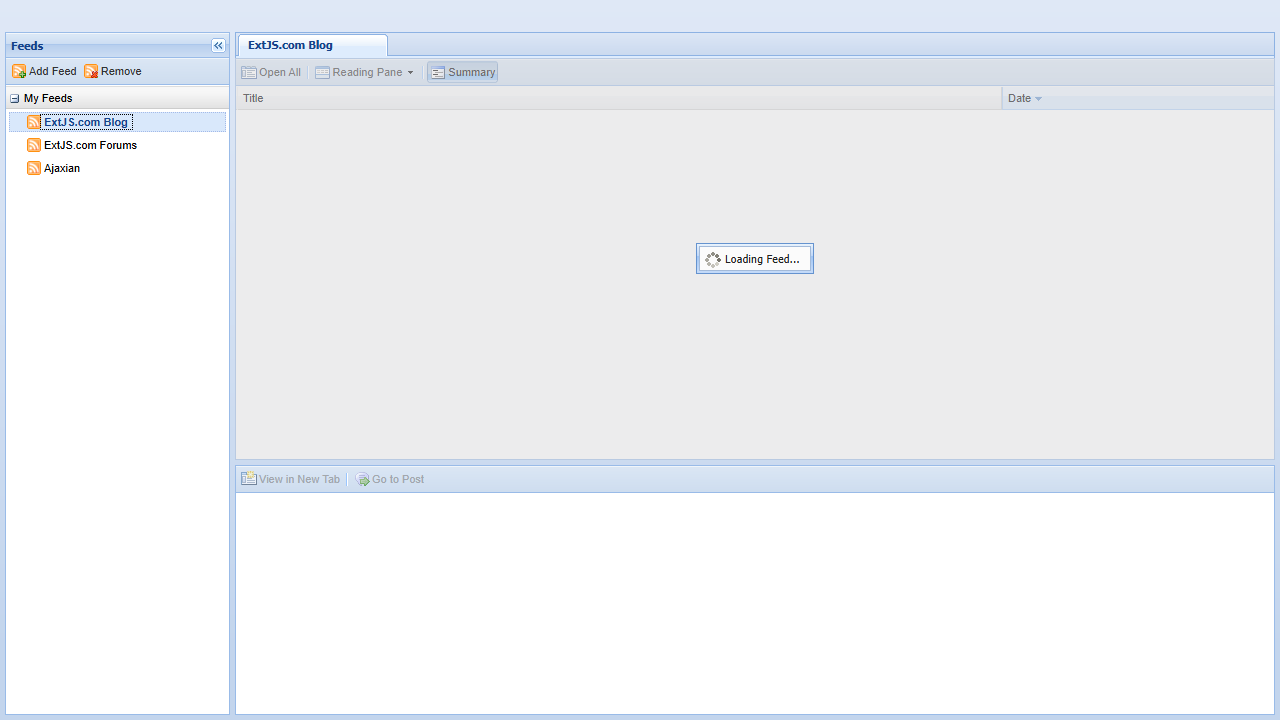 Feeds
Add Feed Remove
My Feeds
ExtJS.com Blog
ExtJS.com Forums
Ajaxian
ExtJS.com Blog
Open All Reading Pane Summary
Title Date
Loading Feed...
View in New Tab Go to Post